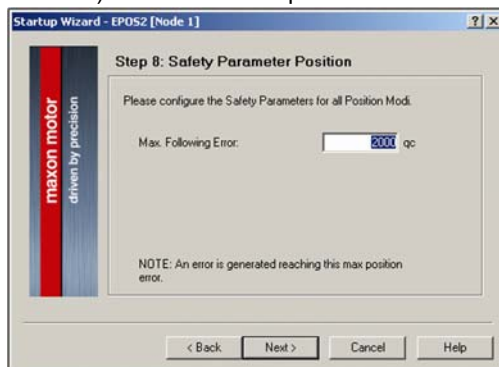 Startup Wizard - EPOS2 [Node 1]
Step 8: Safety Parameter Position
maxon motor
driven by precision
Please configure the Safety Parameters for all Position Modi.
Max. Following Error: 2000 qc
NOTE: An error is generated reaching this max position
error.
< Back Next > Cancel Help